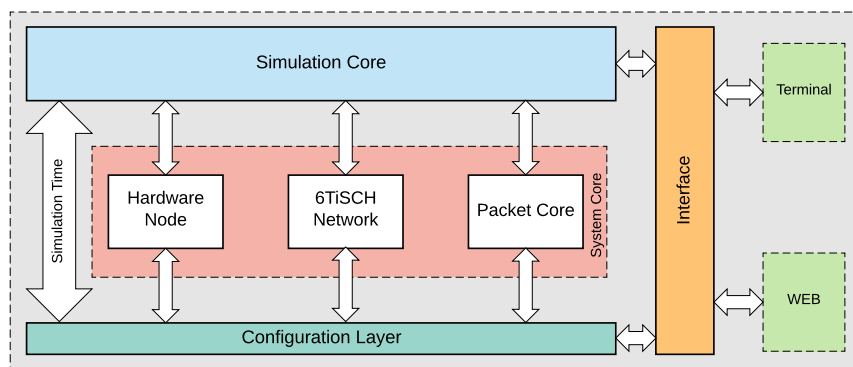 Simulation Core
Simulation Time
Hardware
Node
6TiSCH
Network
Packet Core
System Core
Configuration Layer
Interface
Terminal
WEB